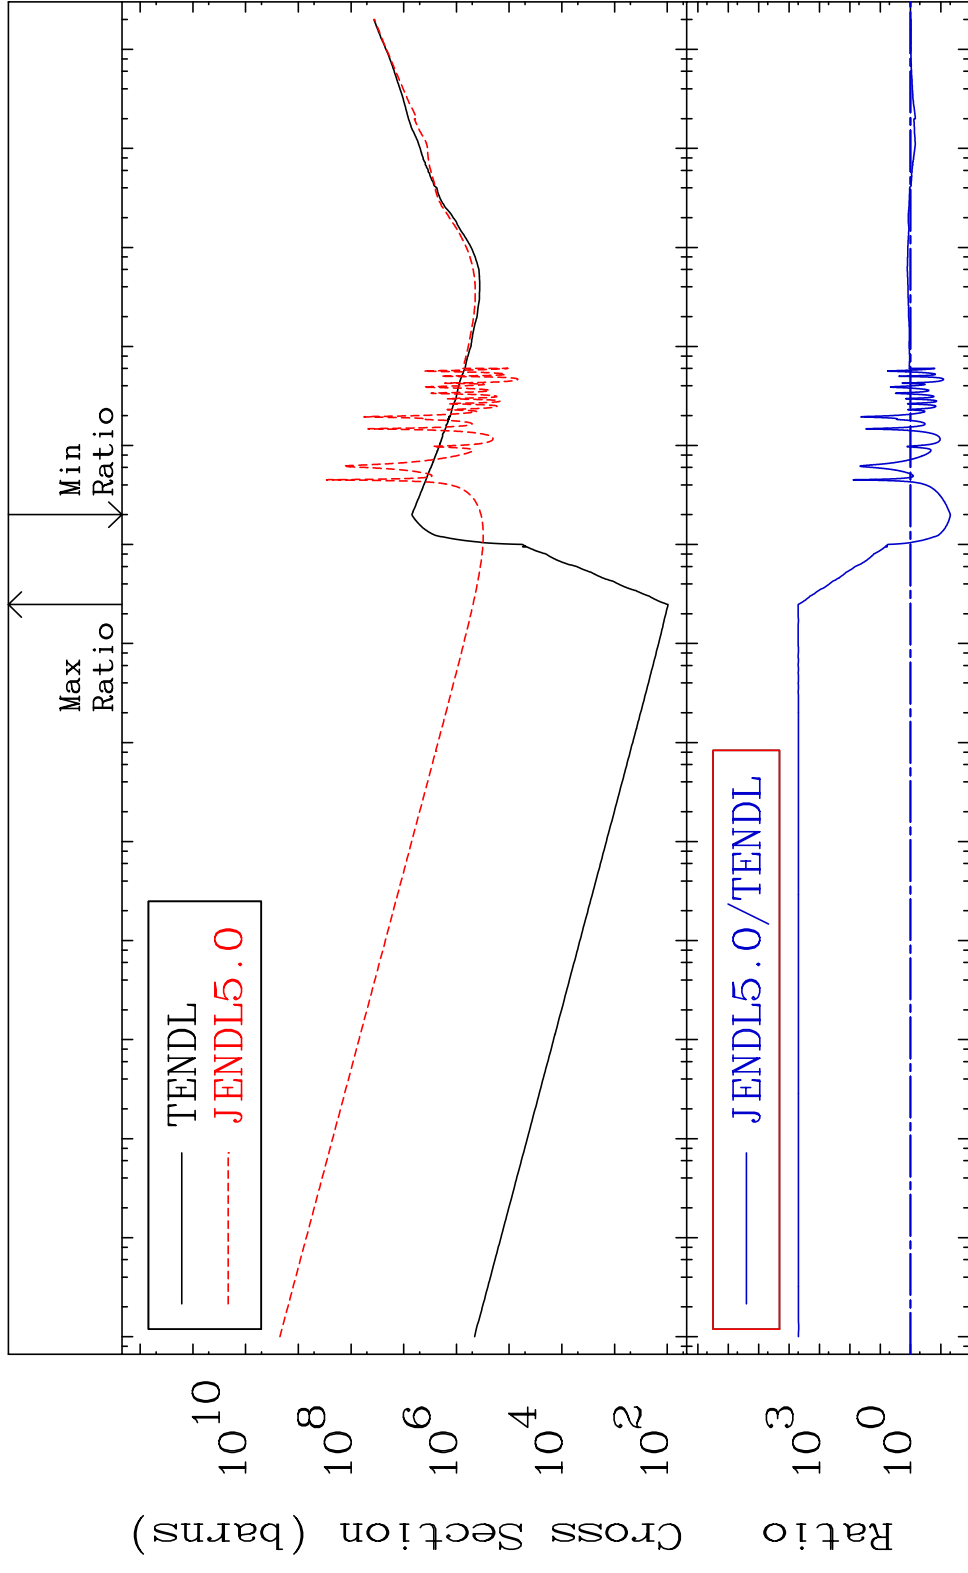 Max
Ratio
Min
Ratio
TENDL
JENDL5.0
Cross Section (barns)
10 10
10 8
10 6
10 4
10 2
JENDL5.0/TENDL
Ratio
10 3
10 0